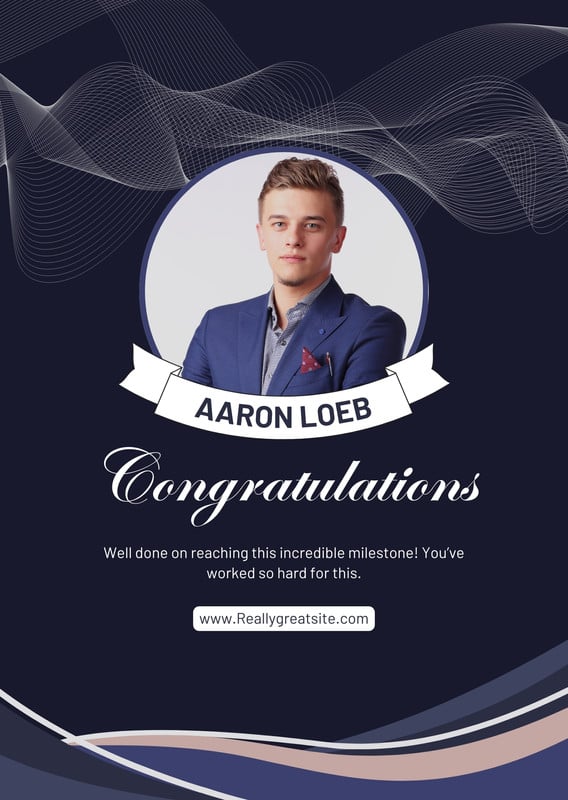 AARON LOEB
Congratulations
Well done on reaching this incredible milestone! You’ve
worked so hard for this.
www.Reallygreatsite.com